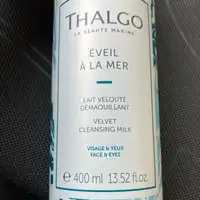 THALGO
LA BEAUTÉ MARINE
ÉVEIL
À LA MER
LAIT VELOUTÉ
DÉMAQUILLANT
VELVET
CLEANSING MILK
VISAGE & YEUX
FACE & EYES
e 400 ml 13.52 fl.oz